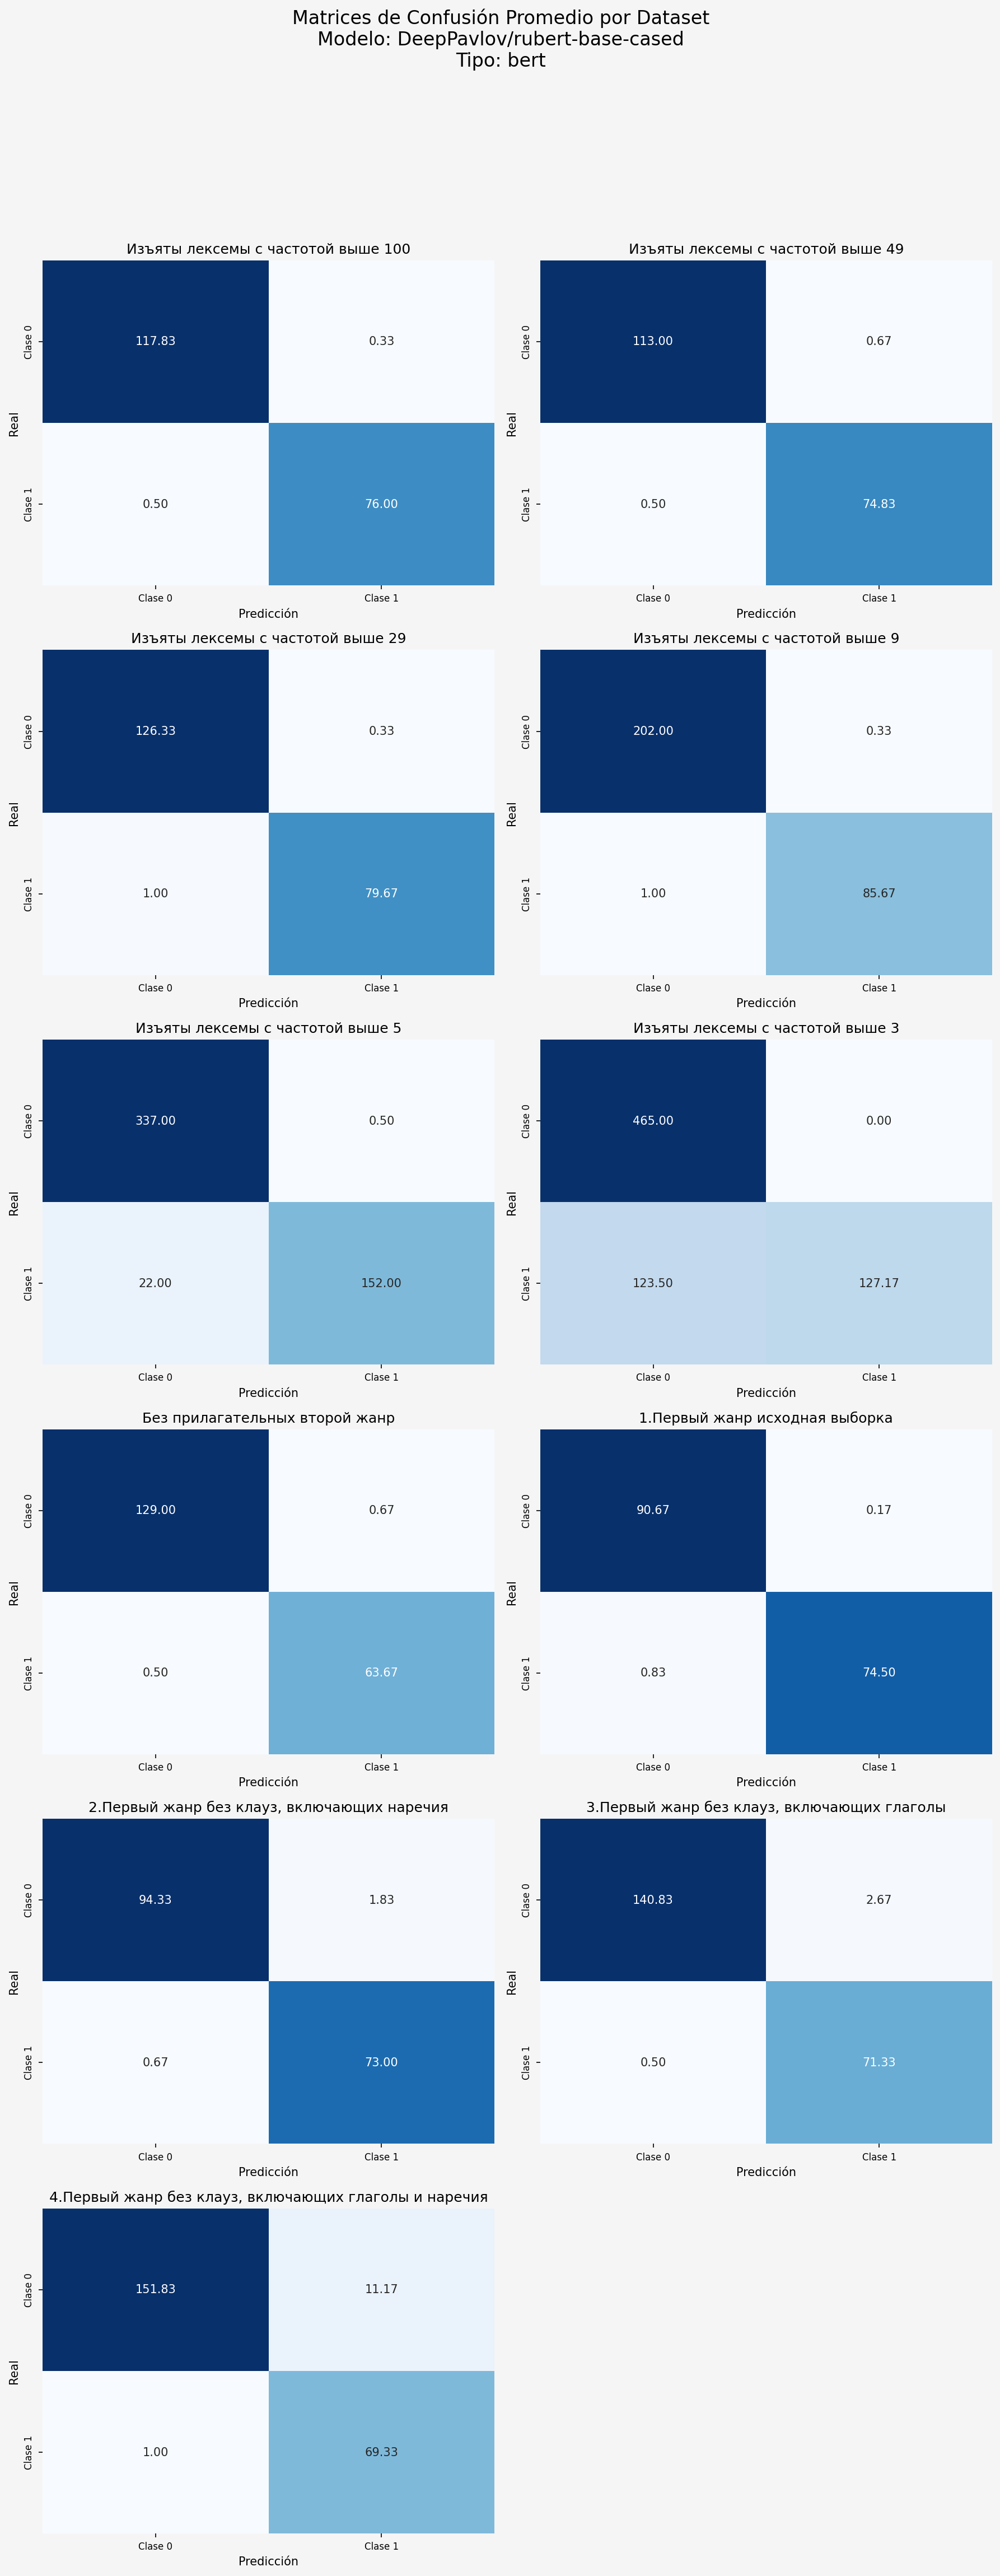 Matrices de Confusión Promedio por Dataset
Modelo: DeepPavlov/rubert-base-cased
Tipo: bert
Изъяты лексемы с частотой выше 100
Real
Clase 0
117.83
0.33
Clase 1
0.50
76.00
Clase 0
Clase 1
Predicción
Изъяты лексемы с частотой выше 49
Real
Clase 0
113.00
0.67
Clase 1
0.50
74.83
Clase 0
Clase 1
Predicción
Изъяты лексемы с частотой выше 29
Real
Clase 0
126.33
0.33
Clase 1
1.00
79.67
Clase 0
Clase 1
Predicción
Изъяты лексемы с частотой выше 9
Real
Clase 0
202.00
0.33
Clase 1
1.00
85.67
Clase 0
Clase 1
Predicción
Изъяты лексемы с частотой выше 5
Real
Clase 0
337.00
0.50
Clase 1
22.00
152.00
Clase 0
Clase 1
Predicción
Изъяты лексемы с частотой выше 3
Real
Clase 0
465.00
0.00
Clase 1
123.50
127.17
Clase 0
Clase 1
Predicción
Без прилагательных второй жанр
Real
Clase 0
129.00
0.67
Clase 1
0.50
63.67
Clase 0
Clase 1
Predicción
1.Первый жанр исходная выборка
Real
Clase 0
90.67
0.17
Clase 1
0.83
74.50
Clase 0
Clase 1
Predicción
2.Первый жанр без клауз, включающих наречия
Real
Clase 0
94.33
1.83
Clase 1
0.67
73.00
Clase 0
Clase 1
Predicción
3.Первый жанр без клауз, включающих глаголы
Real
Clase 0
140.83
2.67
Clase 1
0.50
71.33
Clase 0
Clase 1
Predicción
4.Первый жанр без клауз, включающих глаголы и наречия
Real
Clase 0
151.83
11.17
Clase 1
1.00
69.33
Clase 0
Clase 1
Predicción